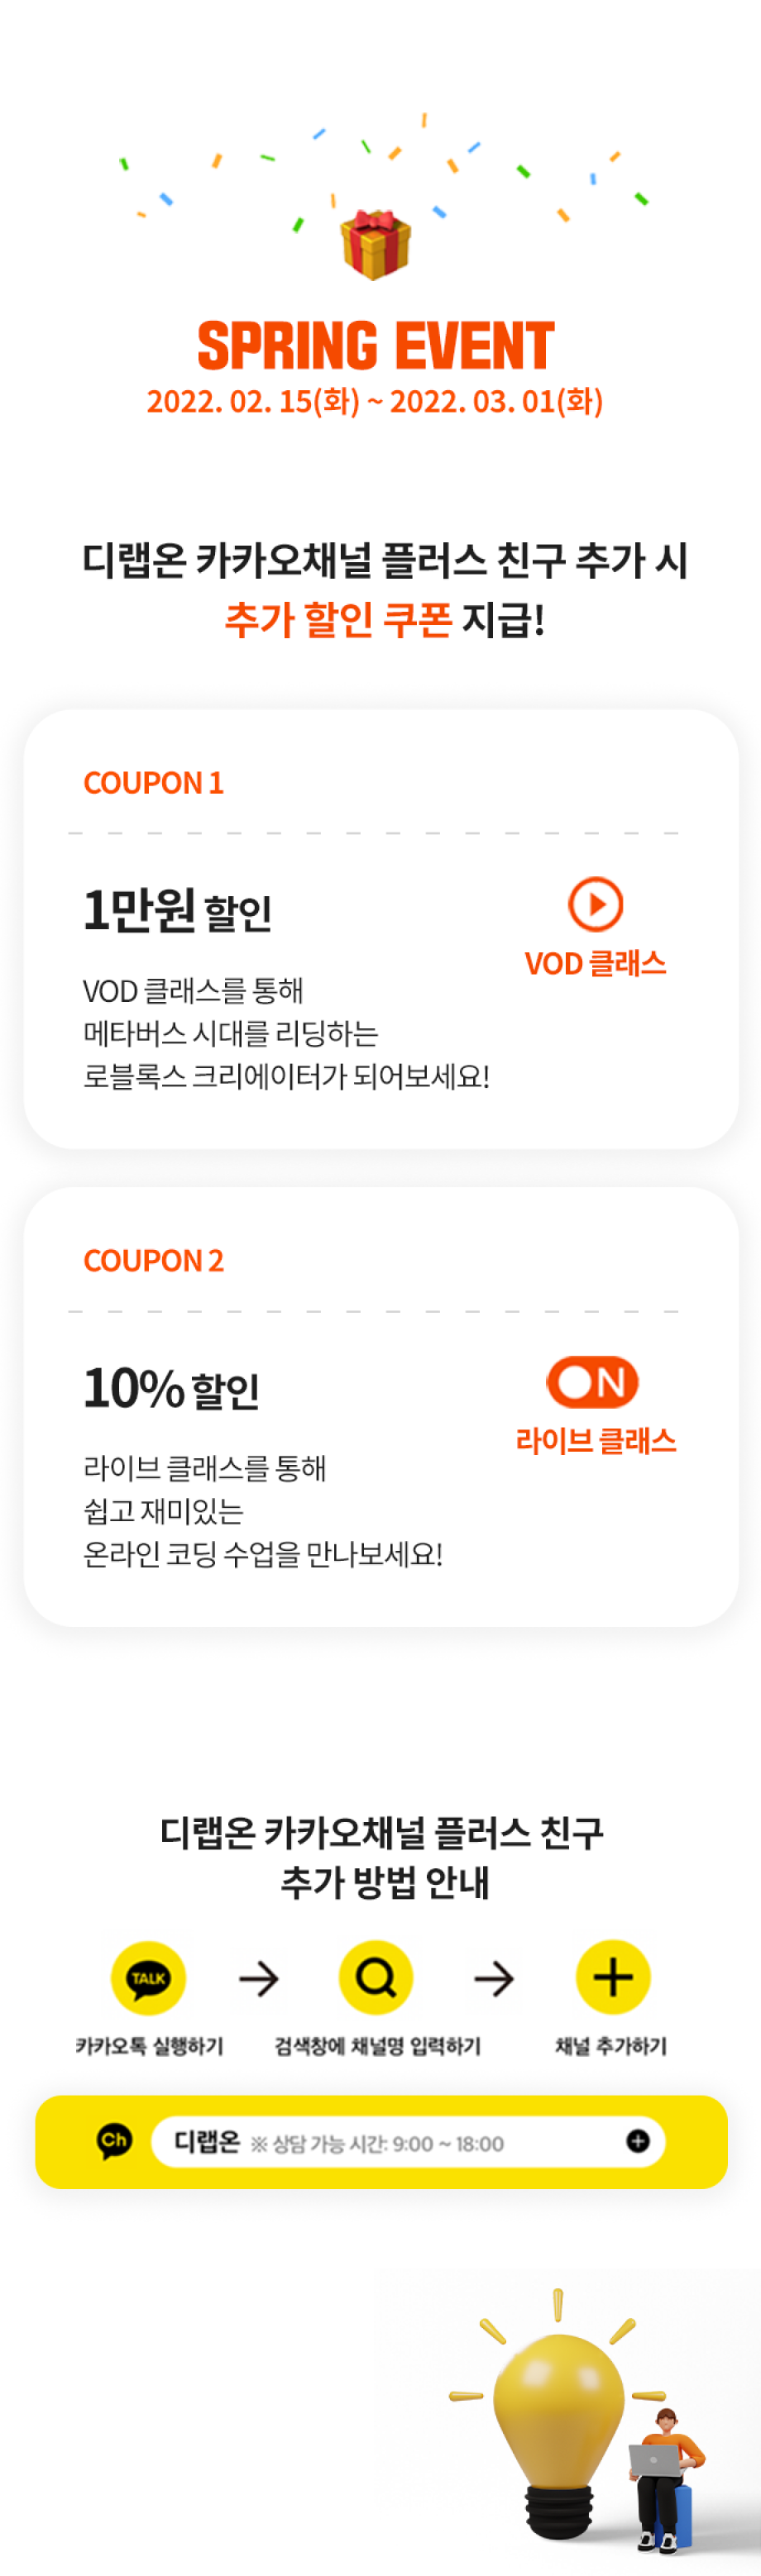 SPRING EVENT
2022. 02. 15(화) ~ 2022. 03. 01(화)
디랩온 카카오채널 플러스 친구 추가 시
추가 할인 쿠폰 지급!
COUPON 1
1만원 할인
VOD 클래스
VOD 클래스를 통해
메타버스 시대를 리딩하는
로블록스 크리에이터가 되어보세요!
COUPON 2
10% 할인
ON
라이브 클래스
라이브 클래스를 통해
쉽고 재미있는
온라인 코딩 수업을 만나보세요!
디랩온 카카오채널 플러스 친구
추가 방법 안내
TALK
카카오톡 실행하기 검색창에 채널명 입력하기 채널 추가하기
Ch 디랩온 ※ 상담 가능 시간: 9:00 ~ 18:00